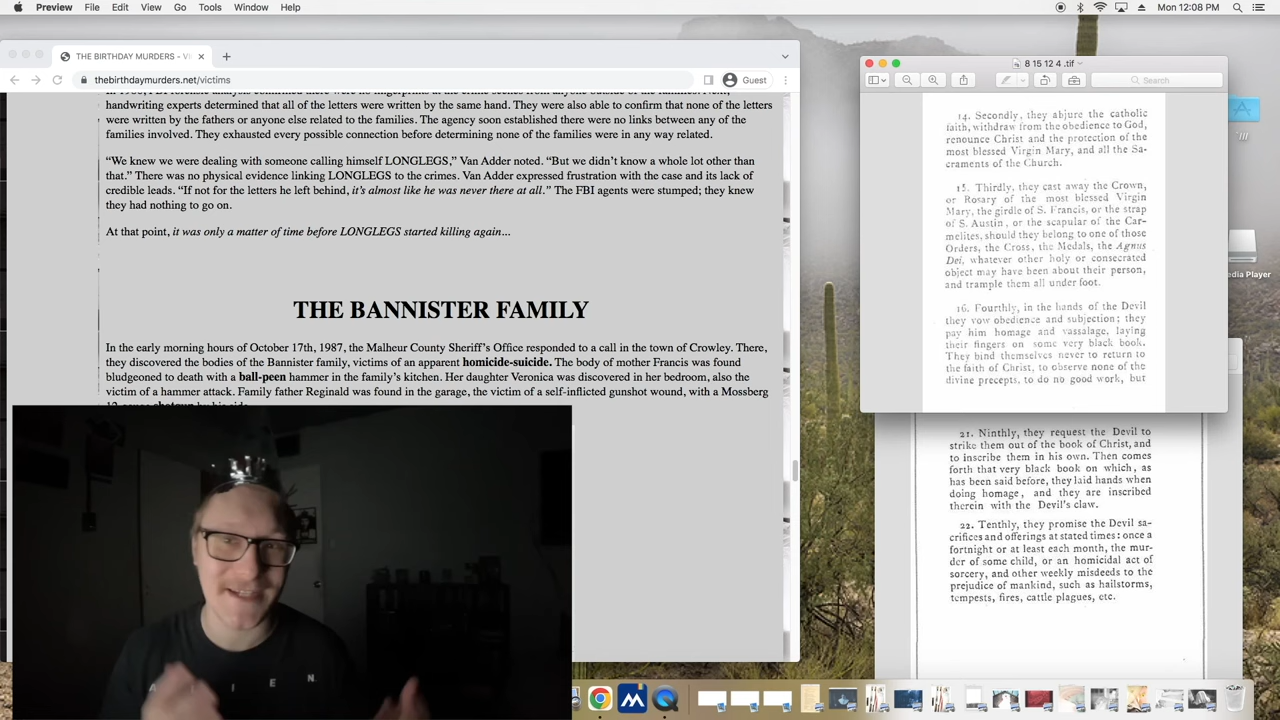 Preview File Edit View Go Tools Window Help
Mon 12:08 PM
THE BIRTHDAY MURDERS - V
thebirthdaymurders.net/victims
Guest
handwriting experts determined that all of the letters were written by the same hand. They were also able to confirm that none of the letters
were written by the fathers or anyone else related to the families. The agency soon established there were no links between any of the
families involved. They exhausted every possible connection before determining none of the families were in any way related.
“We knew we were dealing with someone calling himself LONGLEGS,” Van Adder noted. “But we didn’t know a whole lot other than
that.” There was no physical evidence linking LONGLEGS to the crimes. Van Adder expressed frustration with the case and its lack of
credible leads. “If not for the letters he left behind, it’s almost like he was never there at all.” The FBI agents were stumped; they knew
they had nothing to go on.
At that point, it was only a matter of time before LONGLEGS started killing again...
THE BANNISTER FAMILY
In the early morning hours of October 17th, 1987, the Malhur County Sheriff’s Office responded to a call in the town of Crowley. There,
they discovered the bodies of the Bannister family, victims of an apparent homicide-suicide. The body of mother Francis was found
bludgeoned to death with a ball-peen hammer in the family’s kitchen. Her daughter Veronica was discovered in her bedroom, also the
victim of a hammer attack. Family father Reginald was found in the garage, the victim of a self-inflicted gunshot wound, with a Mossberg
8 15 12 4 .tif
Search
14. Secondly, they abjure the catholic
faith, withdraw from the obedience to God,
renounce Christ and the protection of the
most blessed Virgin Mary, and all the Sa-
craments of the Church.
15. Thirdly, they cast away the Crown,
or Rosary of the most blessed Virgin
Mary, the girdle of S. Francis, or the strap
of S. Austin, or the scapular of the Car-
melites, should they belong to one of those
Orders, the Cross, the Medals, the Agnus
Dei, whatever other holy or consecrated
object may have been about their person,
and trample them all under foot.
16. Fourthly, in the hands of the Devil
they vow obedience and subjection; they
pay him homage and vassalage, laying
their fingers on some very black book.
They bind themselves never to return to
the faith of Christ, to observe none of the
divine precepts, to do no good work, but
21. Ninthly, they request the Devil to
strike them out of the book of Christ, and
to inscribe them in his own. Then comes
forth that very black book on which, as
has been said before, they laid hands when
doing homage, and they are inscribed
therein with the Devil’s claw.
22. Tenthly, they promise the Devil sa-
crifices and offerings at stated times: once a
fortnight or at least each month, the mur-
der of some child, or an homicidal act of
sorcery, and other weekly misdeeds to the
prejudice of mankind, such as hailstorms,
tempests, fires, cattle plagues, etc.
edia Player
A I E N